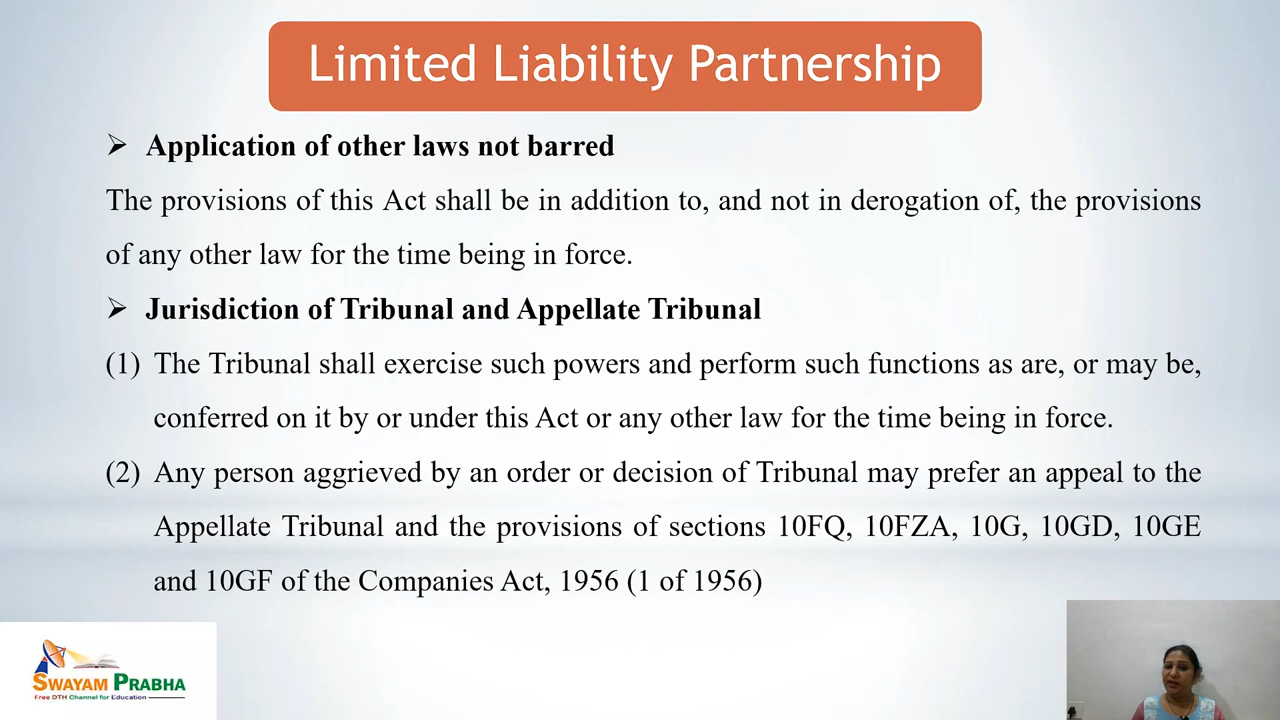 Limited Liability Partnership
➢ Application of other laws not barred
The provisions of this Act shall be in addition to, and not in derogation of, the provisions
of any other law for the time being in force.
➢ Jurisdiction of Tribunal and Appellate Tribunal
(1) The Tribunal shall exercise such powers and perform such functions as are, or may be,
conferred on it by or under this Act or any other law for the time being in force.
(2) Any person aggrieved by an order or decision of Tribunal may prefer an appeal to the
Appellate Tribunal and the provisions of sections 10FQ, 10FZA, 10G, 10GD, 10GE
and 10GF of the Companies Act, 1956 (1 of 1956)
SWAYAM PRABHA
Free DTH Channel for Education